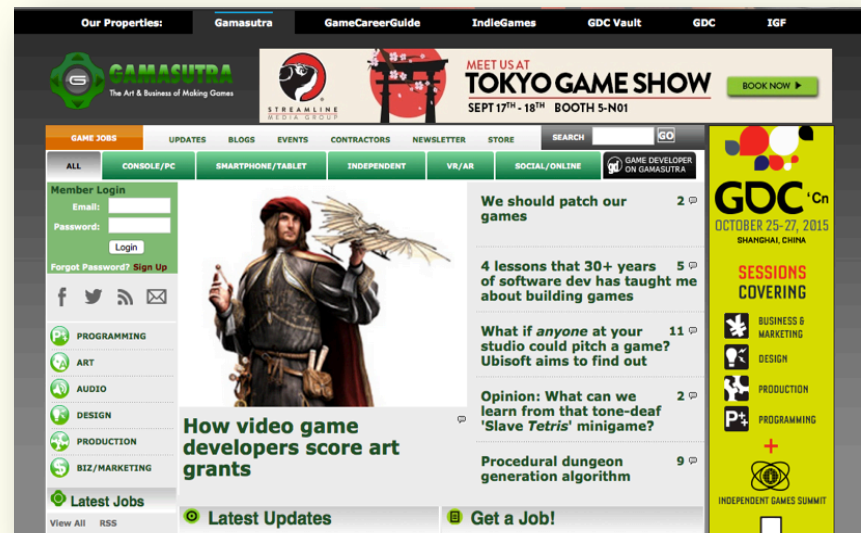 Our Properties: Gamasutra GameCareerGuide IndieGames GDC Vault GDC IGF
G GAMASUTRA
The Art & Business of Making Games
STREAMLINE
MEDIA GROUP
MEET US AT
TOKYO GAME SHOW
SEPT 17TH - 18TH BOOTH 5-N01
BOOK NOW
GAME JOBS UPDATES BLOGS EVENTS CONTRACTORS NEWSLETTER STORE SEARCH GO
ALL CONSOLE/PC SMARTPHONE/TABLET INDEPENDENT VR/AR SOCIAL/ONLINE gd GAME DEVELOPER
ON GAMASUTRA
Member Login
Email:
Password:
Login
Forgot Password? Sign Up
PROGRAMMING
ART
AUDIO
DESIGN
PRODUCTION
BIZ/MARKETING
Latest Jobs
View All RSS
How video game
developers score art
grants
Latest Updates
We should patch our 2
games
4 lessons that 30+ years 5
of software dev has taught me
about building games
What if anyone at your 11
studio could pitch a game?
Ubisoft aims to find out
Opinion: What can we 2
learn from that tone-deaf
'Slave Tetris' minigame?
Procedural dungeon 9
generation algorithm
Get a Job!
GDC 'Cn
OCTOBER 25-27, 2015
SHANGHAI, CHINA
SESSIONS
COVERING
BUSINESS &
MARKETING
DESIGN
PRODUCTION
P+ PROGRAMMING
+
INDEPENDENT GAMES SUMMIT